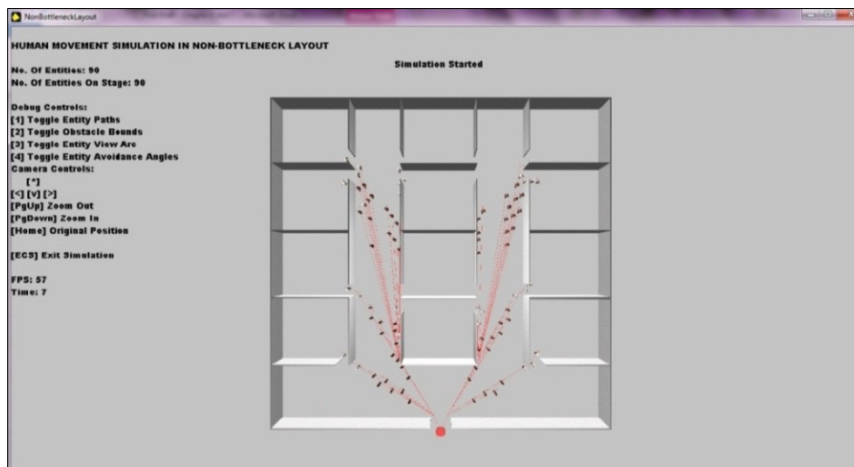 NonBottleneckLayout
HUMAN MOVEMENT SIMULATION IN NON-BOTTLENECK LAYOUT
Simulation Started
No. Of Entities: 90
No. Of Entities On Stage: 90
Debug Controls:
[1] Toggle Entity Paths
[2] Toggle Obstacle Bounds
[3] Toggle Entity View Arc
[4] Toggle Entity Avoidance Angles
Camera Controls:
[^]
[<] [v] [>]
[PgUp] Zoom Out
[PgDown] Zoom In
[Home] Original Position
[ECS] Exit Simulation
FPS: 57
Time: 7